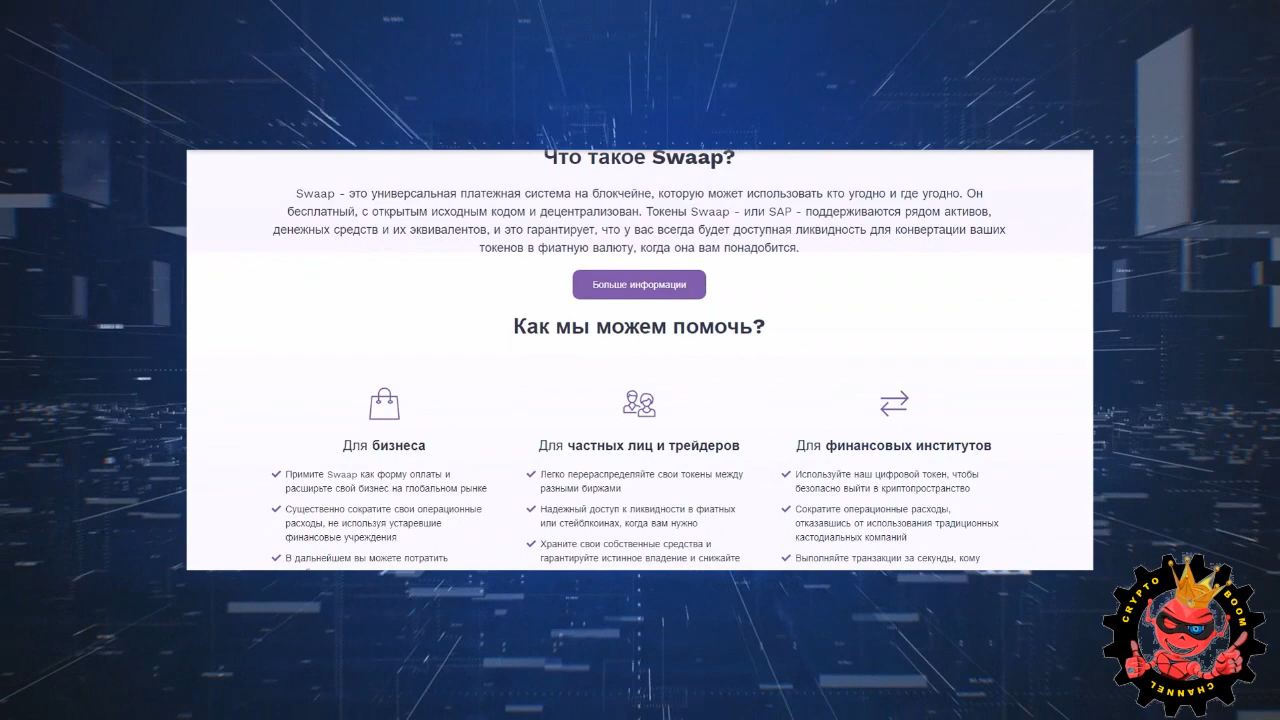 Что такое Swaap?
Swaap - это универсальная платежная система на блокчейне, которую может использовать кто угодно и где угодно. Он
бесплатный, с открытым исходным кодом и децентрализован. Токены Swaap - или SAP - поддерживаются рядом активов,
денежных средств и их эквивалентов, и это гарантирует, что у вас всегда будет доступная ликвидность для конвертации ваших
токенов в фиатную валюту, когда она вам понадобится.
Больше информации
Как мы можем помочь?
Для бизнеса
Примите Swaap как форму оплаты и
расширьте свой бизнес на глобальном рынке
Существенно сократите свои операционные
расходы, не используя устаревшие
финансовые учреждения
В дальнейшем вы можете потратить
Для частных лиц и трейдеров
Легко перераспределяйте свои токены между
разными биржами
Надежный доступ к ликвидности в фиатных
или стейблкоинах, когда вам нужно
Храните свои собственные средства и
гарантируйте истинное владение и снижайте
Для финансовых институтов
Используйте наш цифровой токен, чтобы
безопасно выйти в криптопространство
Сократите операционные расходы,
отказавшись от использования традиционных
кастодиальных компаний
Выполняйте транзакции за секунды, кому
CRYPTO BOOM
CHANNEL